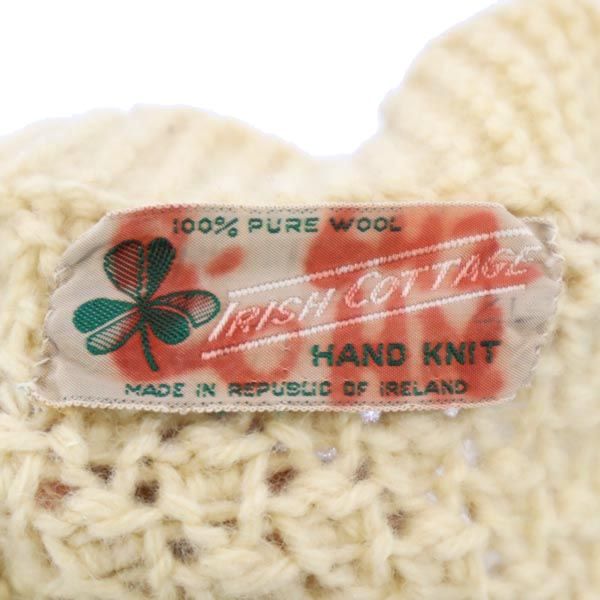 100% PURE WOOL
IRISH COTTAGE
HAND KNIT
MADE IN REPUBLIC OF IRELAND